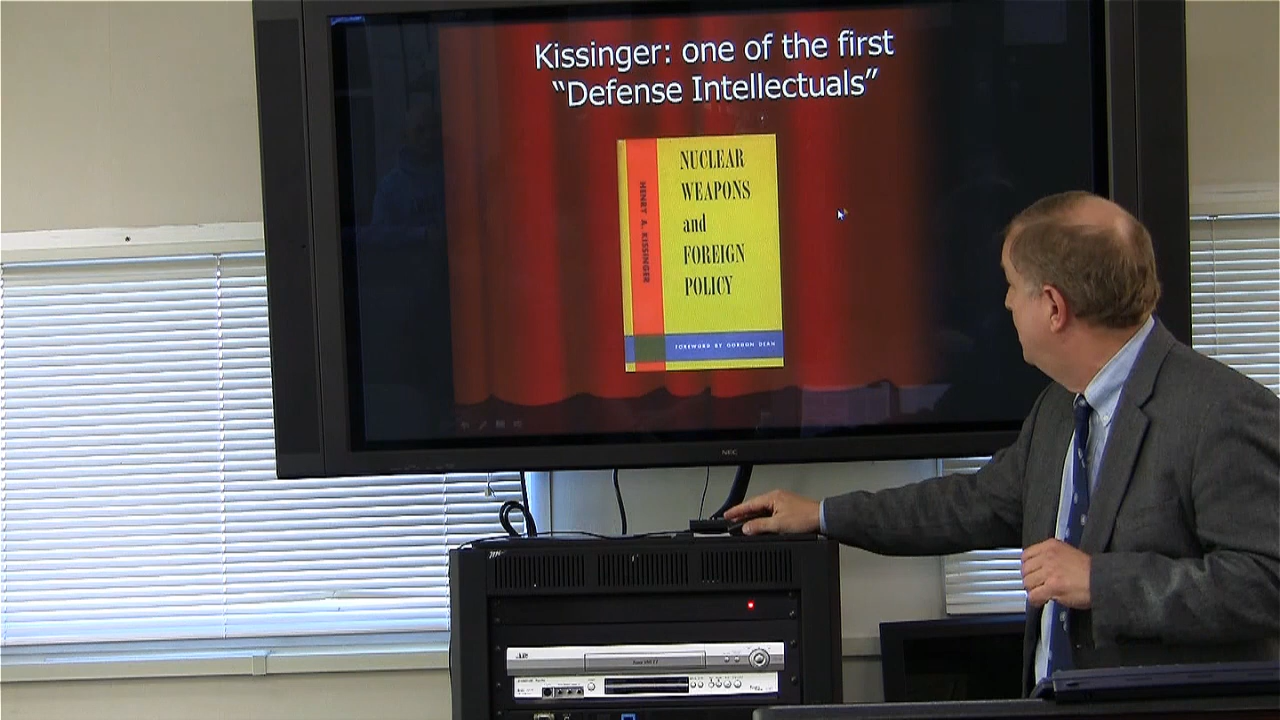 Kissinger: one of the first
“Defense Intellectuals”
NUCLEAR
WEAPONS
and
FOREIGN
POLICY
HENRY A. KISSINGER
FOREWORD BY GORDON DEAN
NEC
JVC